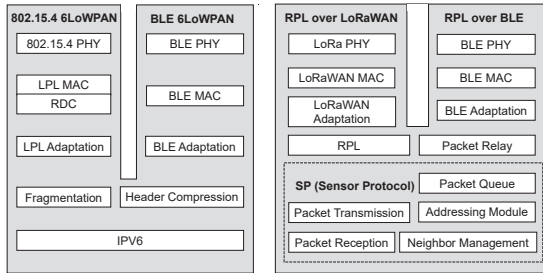 802.15.4 6LoWPAN
BLE 6LoWPAN
802.15.4 PHY
BLE PHY
LPL MAC
RDC
BLE MAC
LPL Adaptation
BLE Adaptation
Fragmentation
Header Compression
IPV6
RPL over LoRaWAN
RPL over BLE
LoRa PHY
BLE PHY
LoRaWAN MAC
BLE MAC
LoRaWAN
Adaptation
BLE Adaptation
RPL
Packet Relay
SP (Sensor Protocol)
Packet Queue
Packet Transmission
Addressing Module
Packet Reception
Neighbor Management